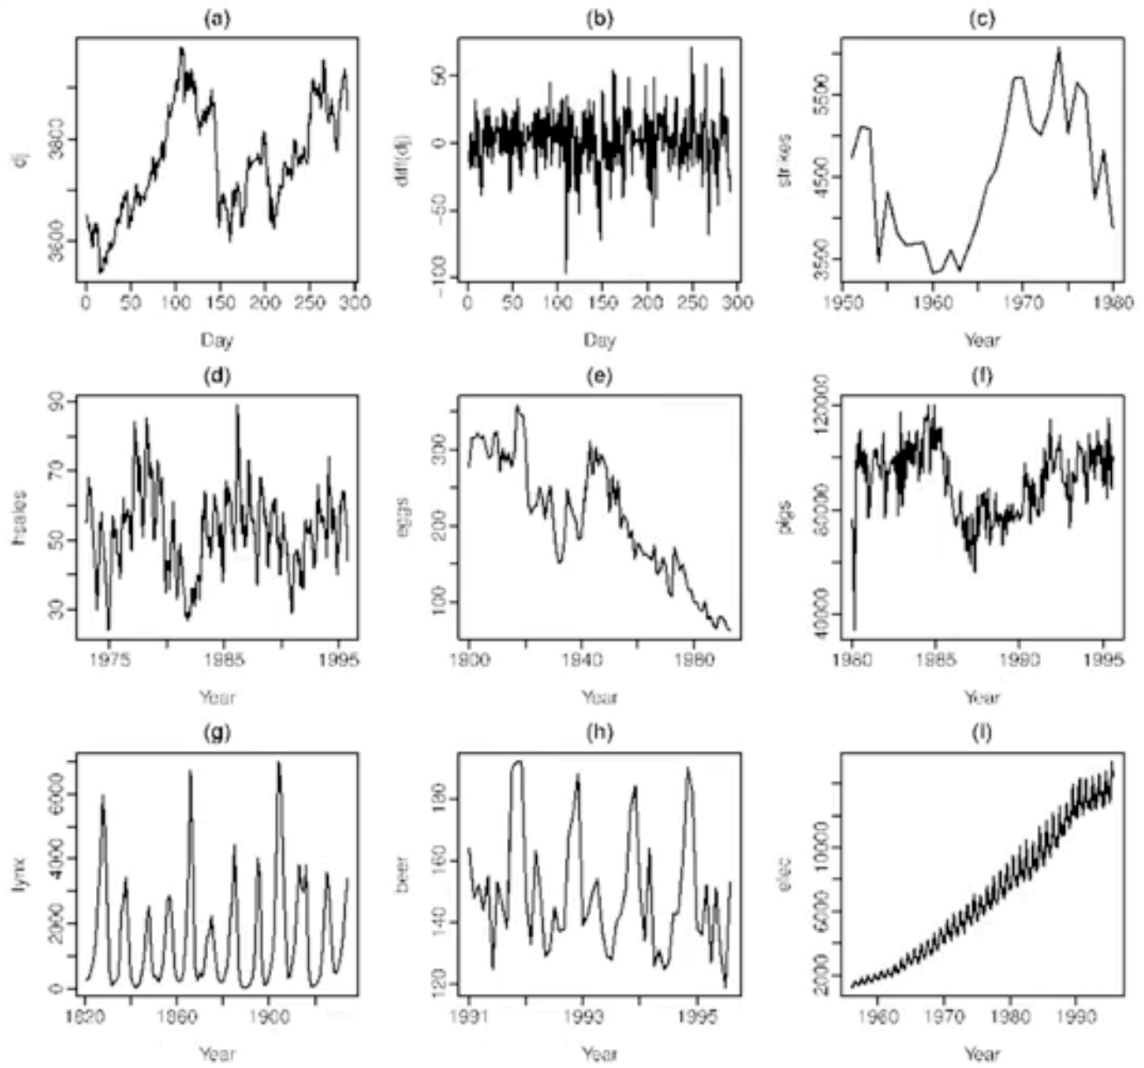 (a) (b) (c)
dj
3600 3800
0 50 100 150 200 250 300
Day
diff(dj)
-100 -50 0 50
0 50 100 150 200 250 300
Day
strikes
3500 4500 5500
1950 1960 1970 1980
Year
(d) (e) (f)
hsales
30 50 70 90
1975 1985 1995
Year
eggs
100 200 300
1900 1940 1980
Year
pigs
40000 80000 120000
1980 1985 1990 1995
Year
(g) (h) (i)
lynx
0 2000 4000 6000
1820 1860 1900
Year
beer
120 140 160 180
1991 1993 1995
Year
elec
2000 6000 10000
1960 1970 1980 1990
Year